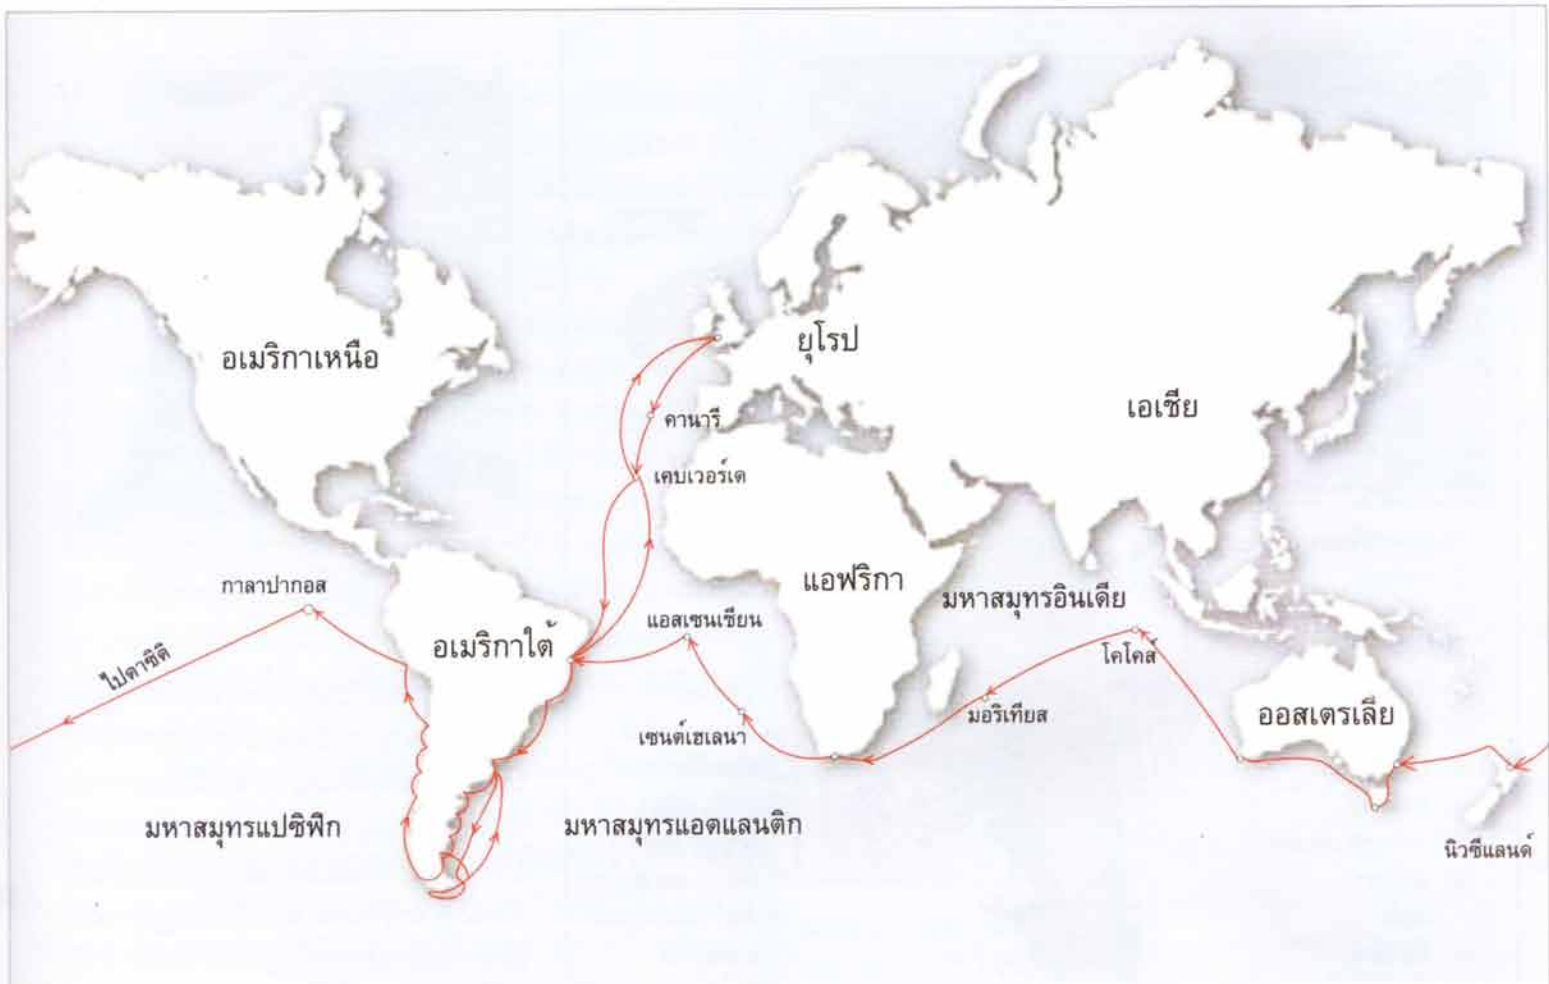 อเมริกาเหนือ
ยุโรป
เอเชีย
คานารี
เคบเวอร์เด
กาลาปากอส
แอฟริกา
มหาสมุทรอินเดีย
แอสเซนเชียน
อเมริกาใต้
โคโคส์
ไปตาฮิติ
มอริเทียส
ออสเตรเลีย
เซนต์เฮเลนา
มหาสมุทรแปซิฟิก
มหาสมุทรแอตแลนติก
นิวซีแลนด์